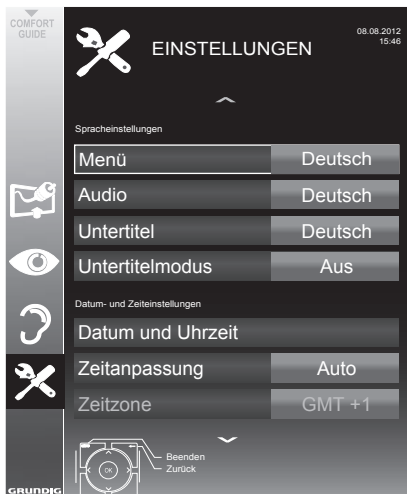 COMFORT
GUIDE
EINSTELLUNGEN
08.08.2012
15:46
Spracheinstellungen
Menü Deutsch
Audio Deutsch
Untertitel Deutsch
Untertitelmodus Aus
Datum- und Zeiteinstellungen
Datum und Uhrzeit
Zeitanpassung Auto
Zeitzone GMT +1
OK
Beenden
Zurück
GRUNDIG